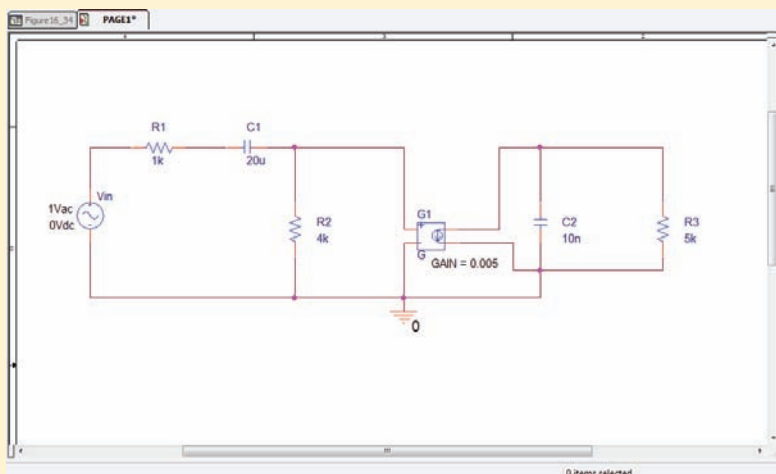 Figure16_34 PAGE1*
R1
1k
C1
20u
1Vac
0Vdc
Vin
R2
4k
G1
G
GAIN = 0.005
C2
10n
R3
5k
0
0 items selected